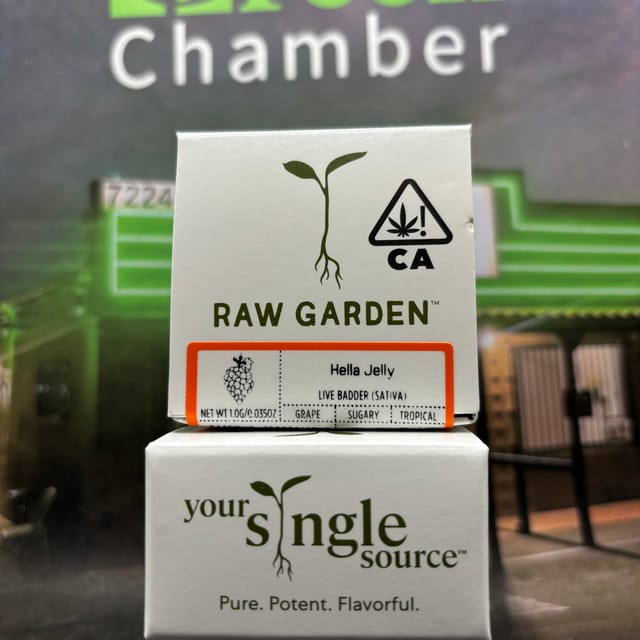 Chamber
7224
CA
RAW GARDEN™
Hella Jelly
LIVE BADDER (SATIVA)
NET WT 1.0G/0.035OZ GRAPE SUGARY TROPICAL
your single source™
Pure. Potent. Flavorful.